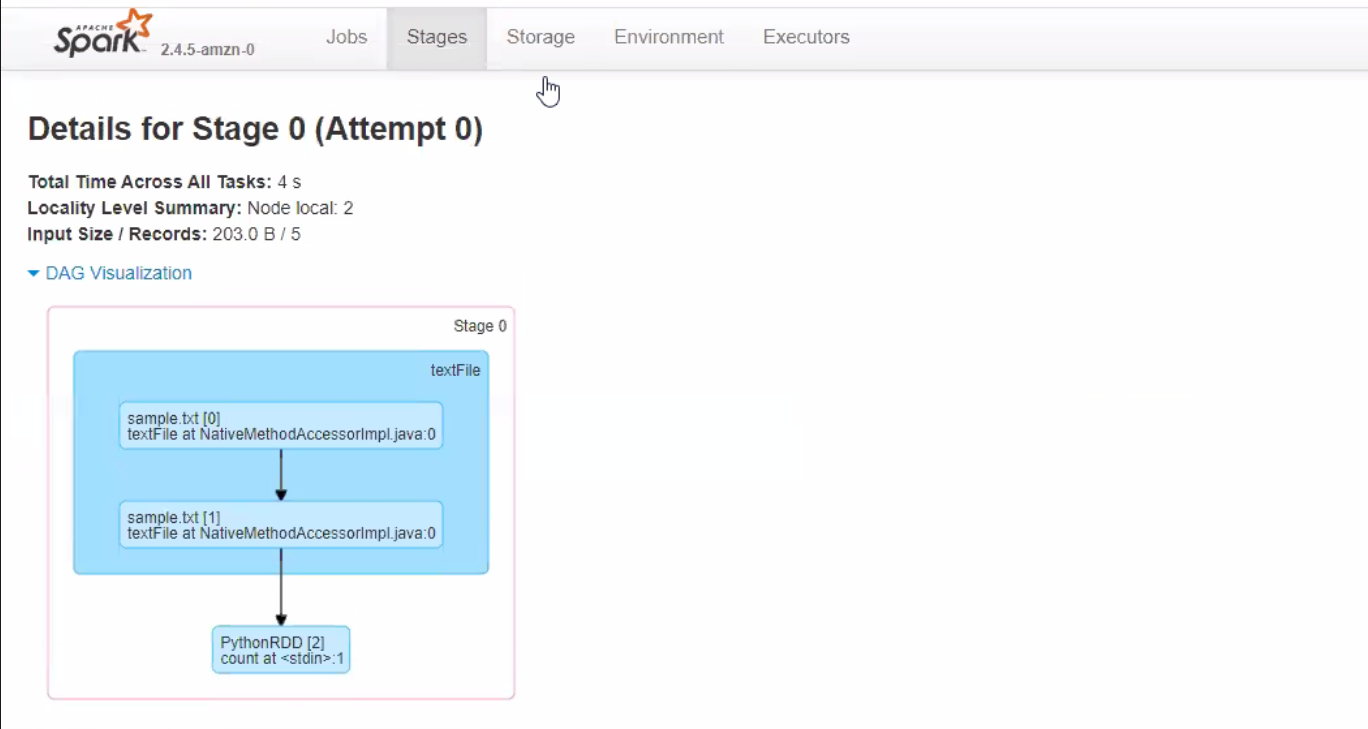 APACHE
Spark 2.4.5-amzn-0 Jobs Stages Storage Environment Executors
Details for Stage 0 (Attempt 0)
Total Time Across All Tasks: 4 s
Locality Level Summary: Node local: 2
Input Size / Records: 203.0 B / 5
DAG Visualization
Stage 0
textFile
sample.txt [0]
textFile at NativeMethodAccessorImpl.java:0
sample.txt [1]
textFile at NativeMethodAccessorImpl.java:0
PythonRDD [2]
count at <stdin>:1